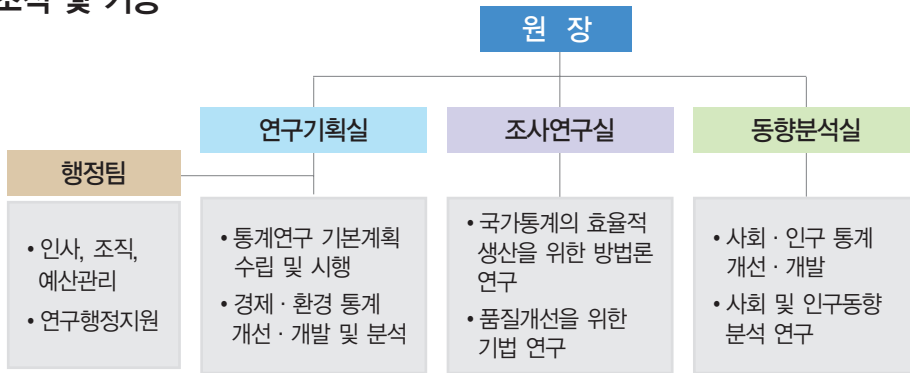 조직 및 기능
원 장
연구기획실
조사연구실
동향분석실
행정팀
• 인사, 조직,
예산관리
• 연구행정지원
• 통계연구 기본계획
수립 및 시행
• 경제 · 환경 통계
개선 · 개발 및 분석
• 국가통계의 효율적
생산을 위한 방법론
연구
• 품질개선을 위한
기법 연구
• 사회 · 인구 통계
개선 · 개발
• 사회 및 인구동향
분석 연구